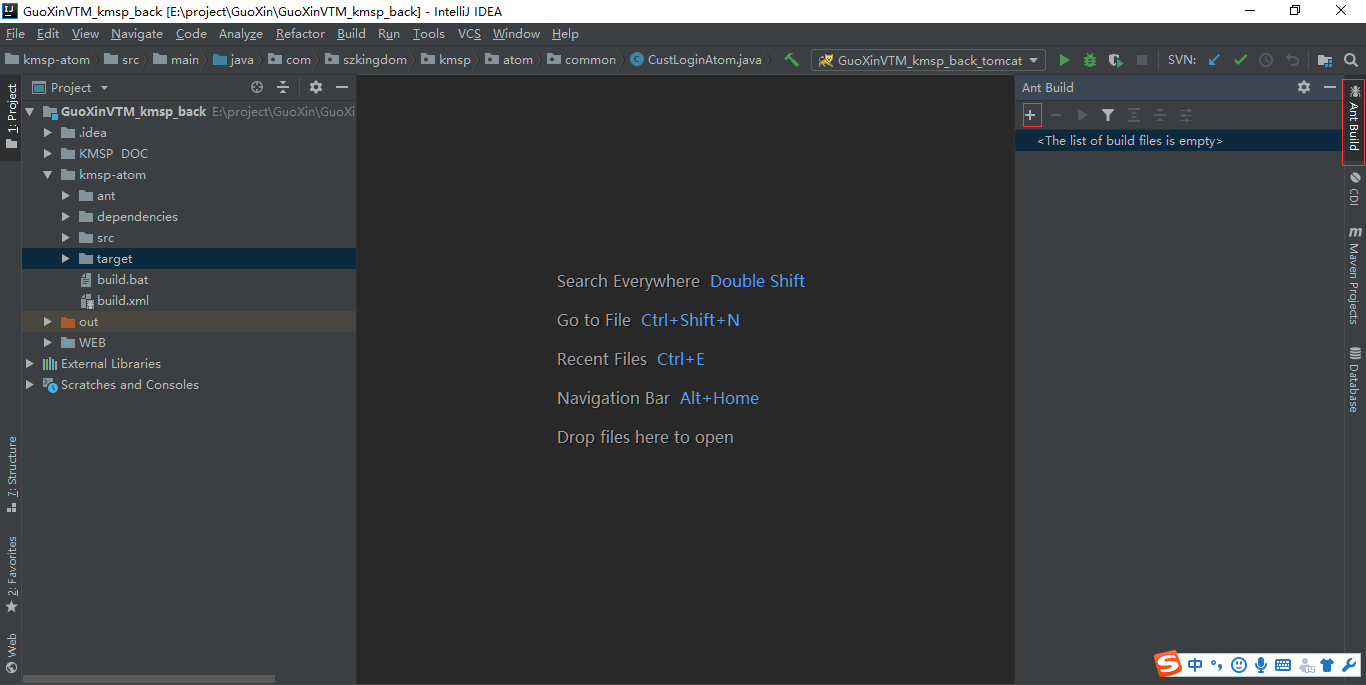 GuoXinVTM_kmsp_back [E:\project\GuoXin\GuoXinVTM_kmsp_back] - IntelliJ IDEA
File Edit View Navigate Code Analyze Refactor Build Run Tools VCS Window Help
kmsp-atom src main java com szkingdom kmsp atom common CustLoginAtom.java GuoXinVTM_kmsp_back_tomcat SVN:
Project
Ant Build
GuoXinVTM_kmsp_back E:\project\GuoXin\GuoXi
.idea
KMSP_DOC
kmsp-atom
ant
dependencies
src
target
build.bat
build.xml
out
WEB
External Libraries
Scratches and Consoles
1: Project
7: Structure
2: Favorites
Web
Search Everywhere Double Shift
Go to File Ctrl+Shift+N
Recent Files Ctrl+E
Navigation Bar Alt+Home
Drop files here to open
<The list of build files is empty>
Ant Build
CDI
Maven Projects
Database
中